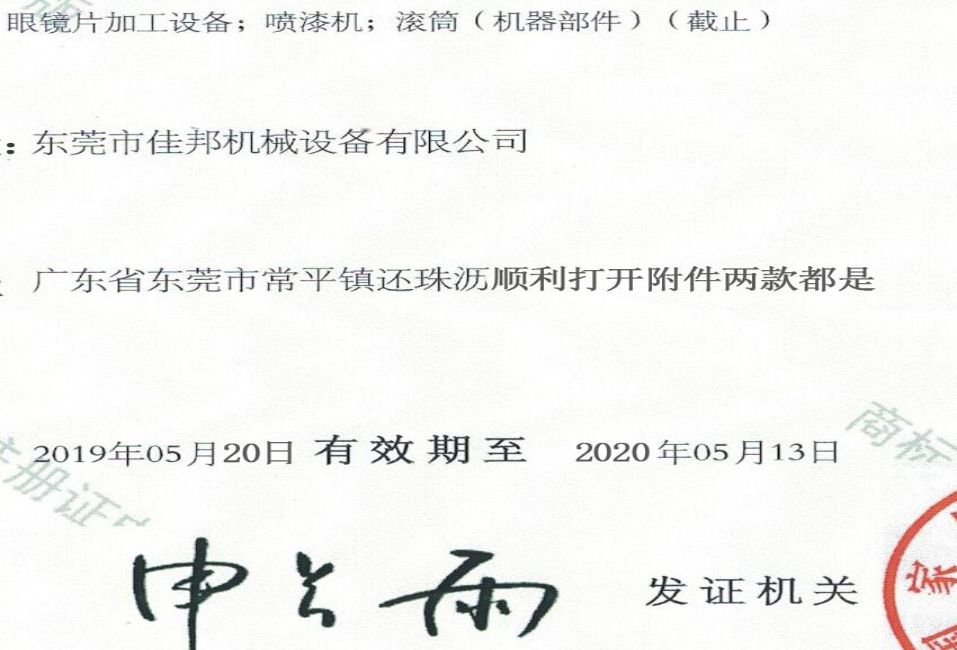 眼镜片加工设备；喷漆机；滚筒（机器部件）（截止）
：东莞市佳邦机械设备有限公司
广东省东莞市常平镇还珠沥顺利打开附件两款都是
2019年05月20日 有效期至 2020年05月13日
商标
注册证
申长雨 发证机关
家